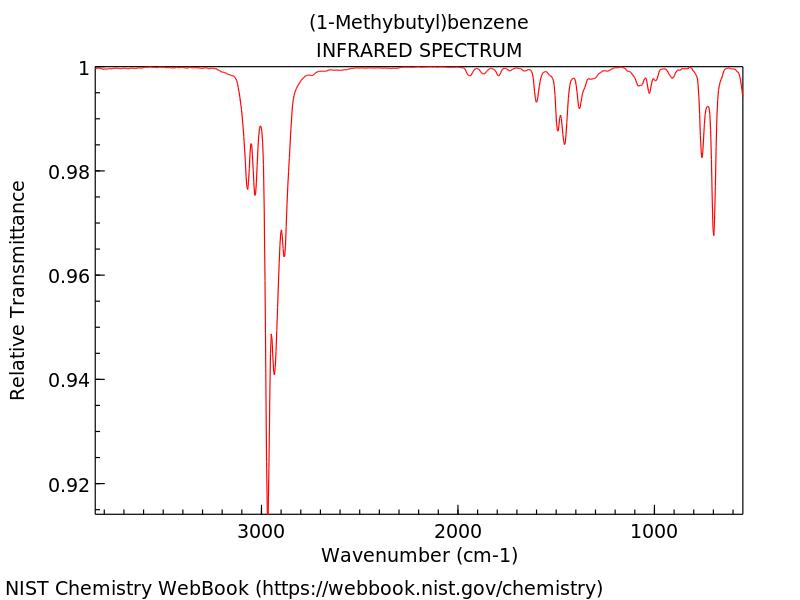 (1-Methybutyl)benzene
INFRARED SPECTRUM
1
0.98
0.96
0.94
0.92
Relative Transmittance
3000 2000 1000
Wavenumber (cm-1)
NIST Chemistry WebBook (https://webbook.nist.gov/chemistry)